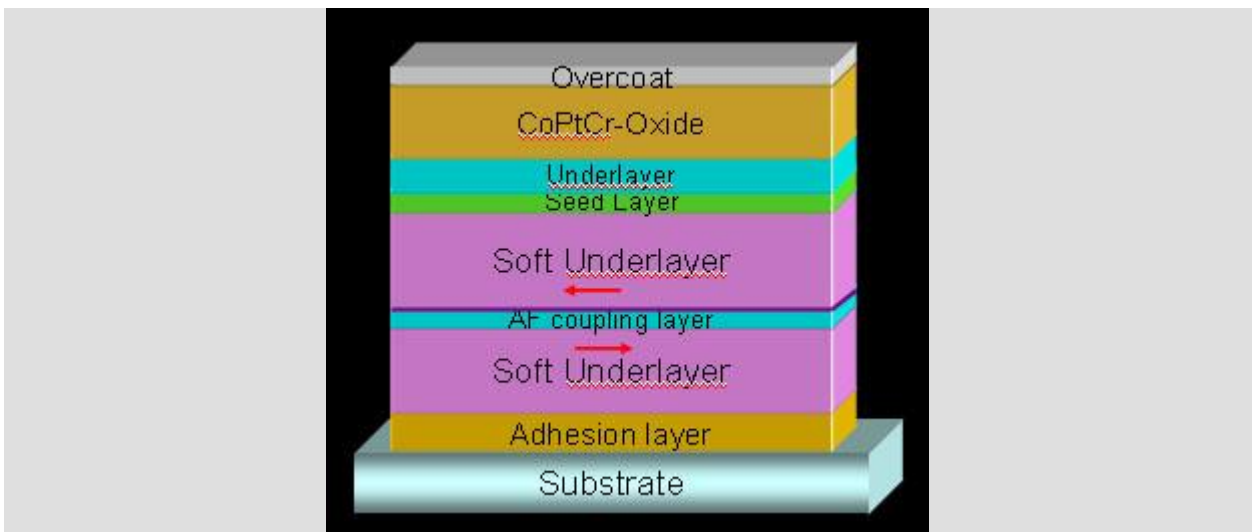 Overcoat
CoPtCr-Oxide
Underlayer
Seed Layer
Soft Underlayer
AF coupling layer
Soft Underlayer
Adhesion layer
Substrate